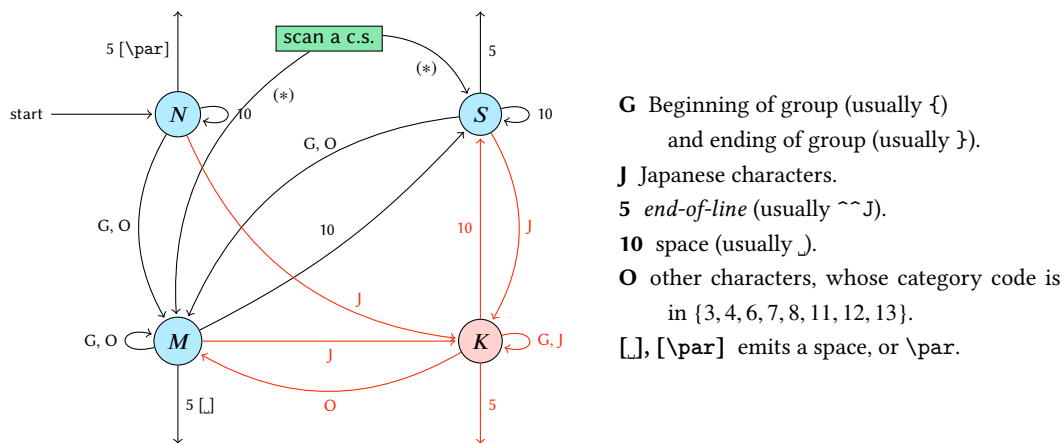 scan a c.s.
5 [\par]
5
(∗)
(∗)
start
N
10
S
10
G, O
G, O
10
10
J
J
G, O
M
J
K
G, J
O
5 [␣]
5
G Beginning of group (usually {)
and ending of group (usually }).
J Japanese characters.
5 end-of-line (usually ^^J).
10 space (usually ␣).
O other characters, whose category code is
in {3, 4, 6, 7, 8, 11, 12, 13}.
[␣], [\par] emits a space, or \par.